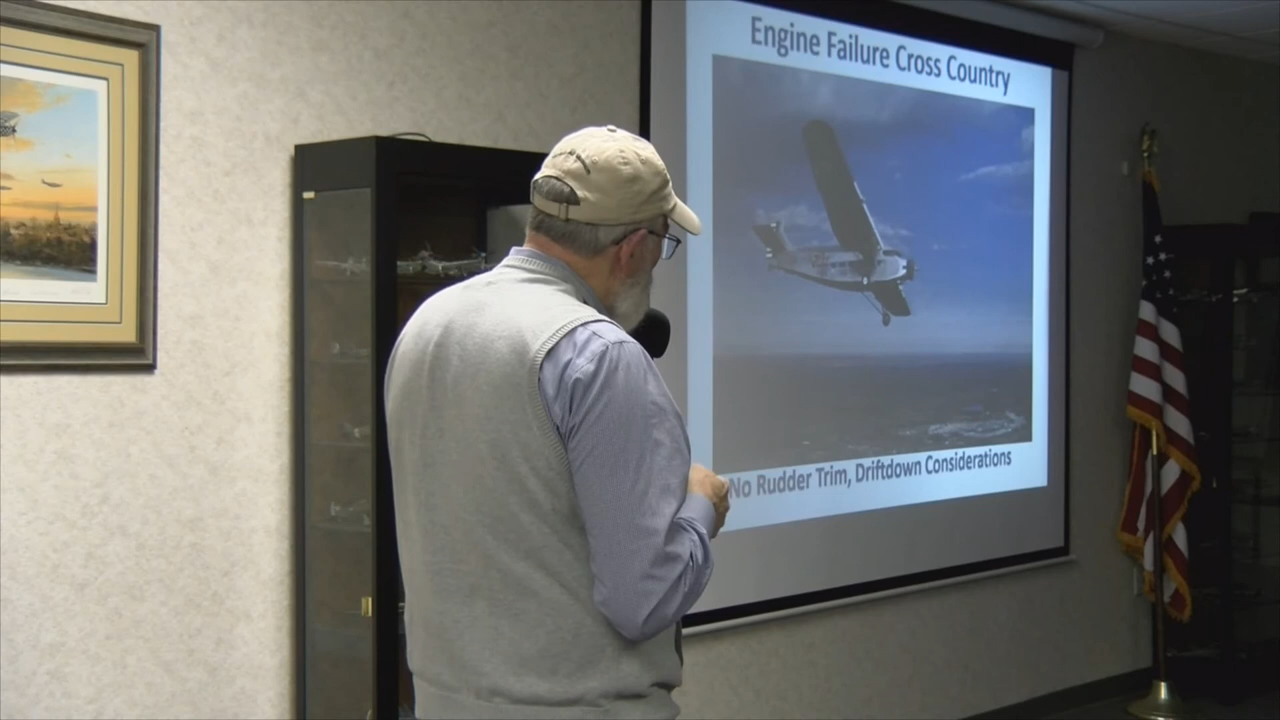 Engine Failure Cross Country
No Rudder Trim, Driftdown Considerations